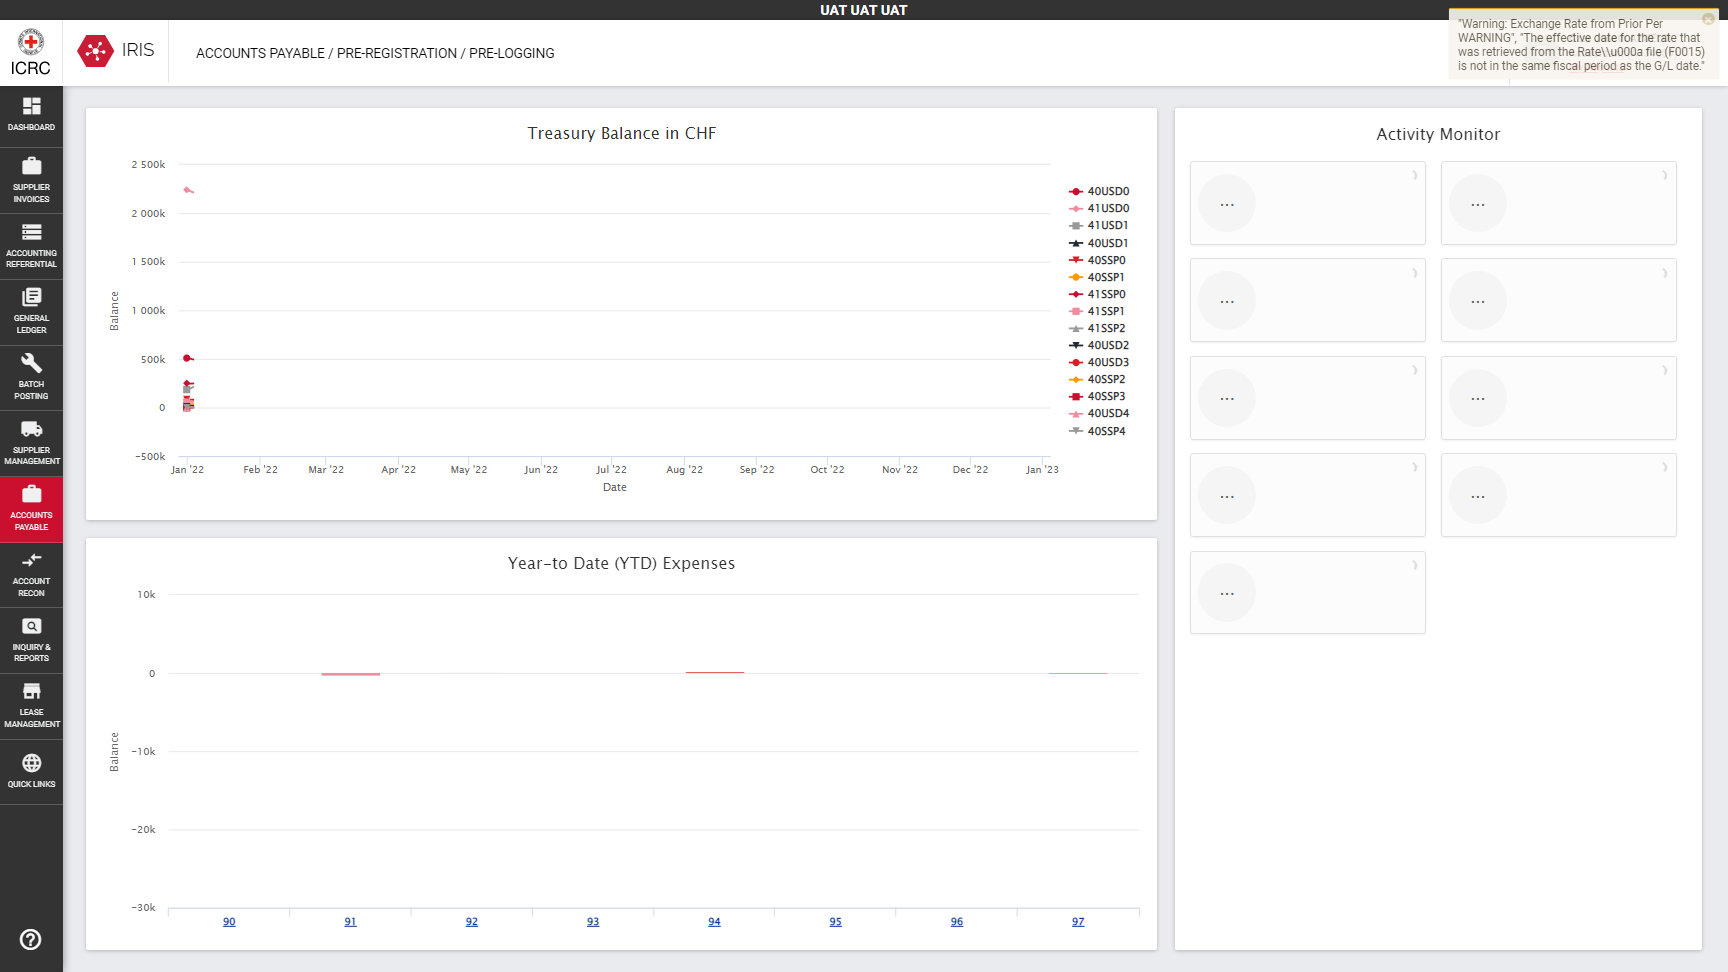 UAT UAT UAT
ICRC
IRIS
ACCOUNTS PAYABLE / PRE-REGISTRATION / PRE-LOGGING
"Warning: Exchange Rate from Prior Per
WARNING", "The effective date for the rate that
was retrieved from the Rate\\u000a file (F0015)
is not in the same fiscal period as the G/L date."
DASHBOARD
SUPPLIER
INVOICES
ACCOUNTING
REFERENTIAL
GENERAL
LEDGER
BATCH
POSTING
SUPPLIER
MANAGEMENT
ACCOUNTS
PAYABLE
ACCOUNT
RECON
INQUIRY &
REPORTS
LEASE
MANAGEMENT
QUICK LINKS
Treasury Balance in CHF
2 500k
2 000k
1 500k
1 000k
500k
0
-500k
Balance
Jan '22
Feb '22
Mar '22
Apr '22
May '22
Jun '22
Jul '22
Aug '22
Sep '22
Oct '22
Nov '22
Dec '22
Jan '23
Date
40USD0
41USD0
41USD1
40USD1
40SSP0
40SSP1
41SSP0
41SSP1
41SSP2
40USD2
40USD3
40SSP2
40SSP3
40USD4
40SSP4
Year-to Date (YTD) Expenses
10k
0
-10k
-20k
-30k
Balance
90
91
92
93
94
95
96
97
Activity Monitor
...
...
...
...
...
...
...
...
...